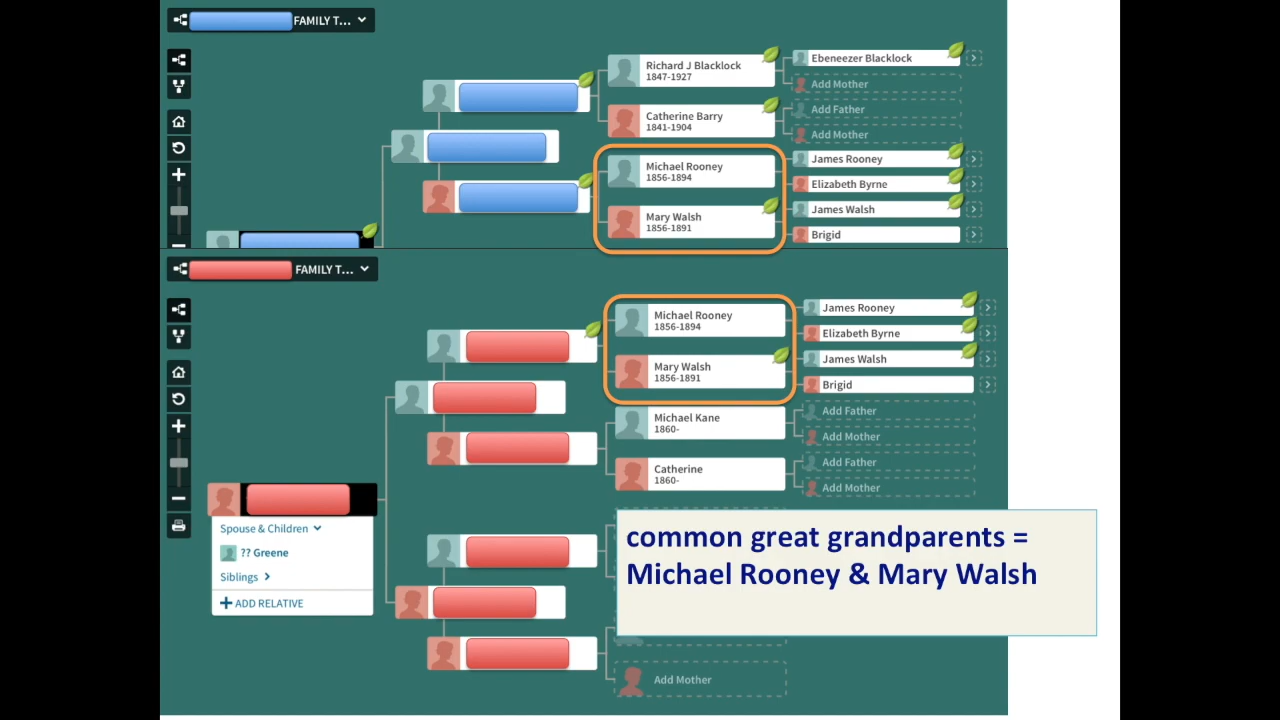 FAMILY T...
Richard J Blacklock
1847-1927
Ebeneezer Blacklock
Add Mother
Catherine Barry
1841-1904
Add Father
Add Mother
Michael Rooney
1856-1894
James Rooney
Elizabeth Byrne
Mary Walsh
1856-1891
James Walsh
Brigid
FAMILY T...
Michael Rooney
1856-1894
James Rooney
Elizabeth Byrne
Mary Walsh
1856-1891
James Walsh
Brigid
Michael Kane
1860-
Add Father
Add Mother
Catherine
1860-
Add Father
Add Mother
Spouse & Children
?? Greene
Siblings
ADD RELATIVE
common great grandparents =
Michael Rooney & Mary Walsh
Add Mother